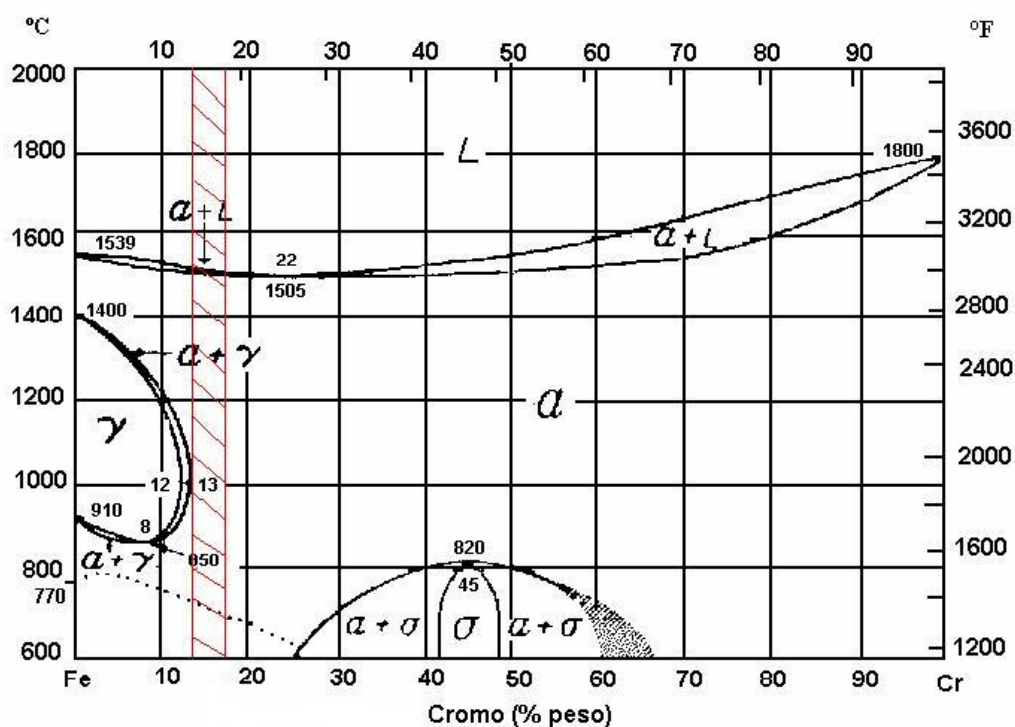 ºC
ºF
10 20 30 40 50 60 70 80 90
2000
1800
1600
1400
1200
1000
800
770
600
3600
3200
2800
2400
2000
1600
1200
L
1800
a + L
1539
22
1505
a + L
1400
a + γ
a
γ
12
13
910
8
850
a + γ
820
45
a + σ
σ
a + σ
Fe 10 20 30 40 50 60 70 80 90 Cr
Cromo (% peso)